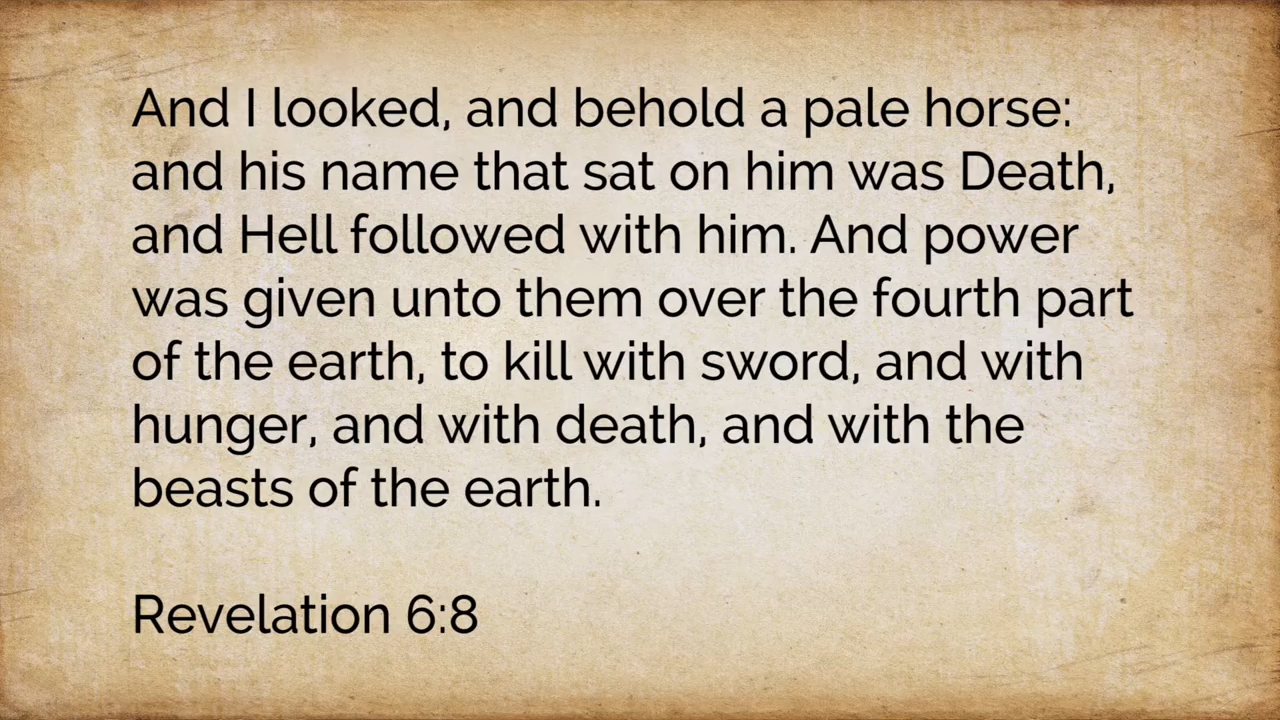 And I looked, and behold a pale horse:
and his name that sat on him was Death,
and Hell followed with him. And power
was given unto them over the fourth part
of the earth, to kill with sword, and with
hunger, and with death, and with the
beasts of the earth.
Revelation 6:8